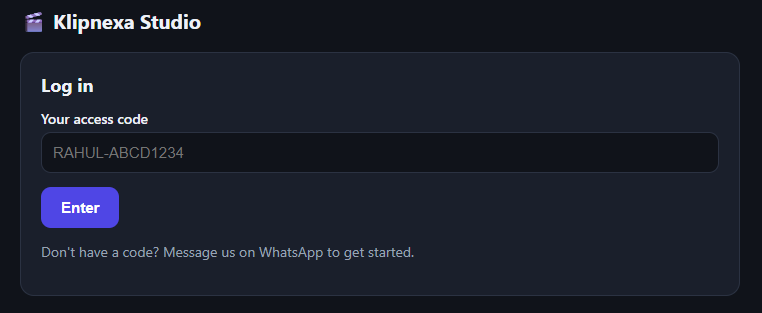 Klipnexa Studio
Log in
Your access code
RAHUL-ABCD1234
Enter
Don't have a code? Message us on WhatsApp to get started.